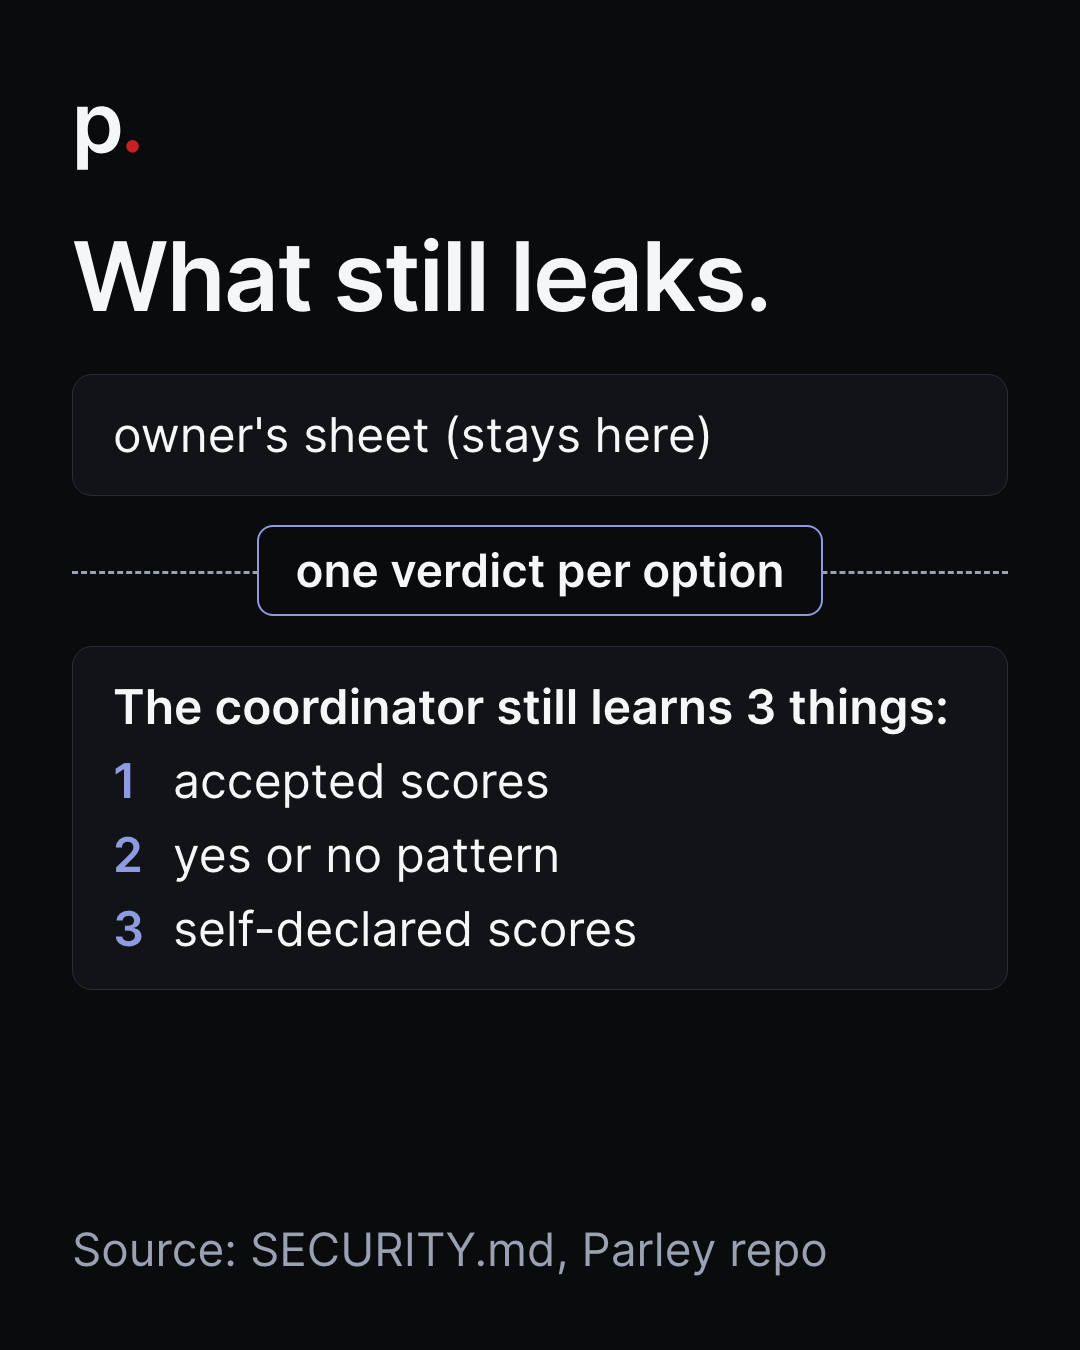 p.
What still leaks.
owner's sheet (stays here)
one verdict per option
The coordinator still learns 3 things:
1 accepted scores
2 yes or no pattern
3 self-declared scores
Source: SECURITY.md, Parley repo